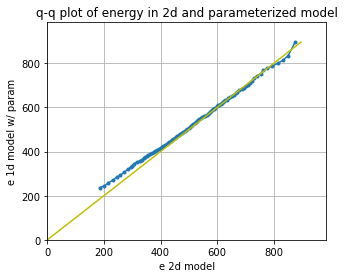 q-q plot of energy in 2d and parameterized model
e 1d model w/ param
800
600
400
200
0
0 200 400 600 800
e 2d model